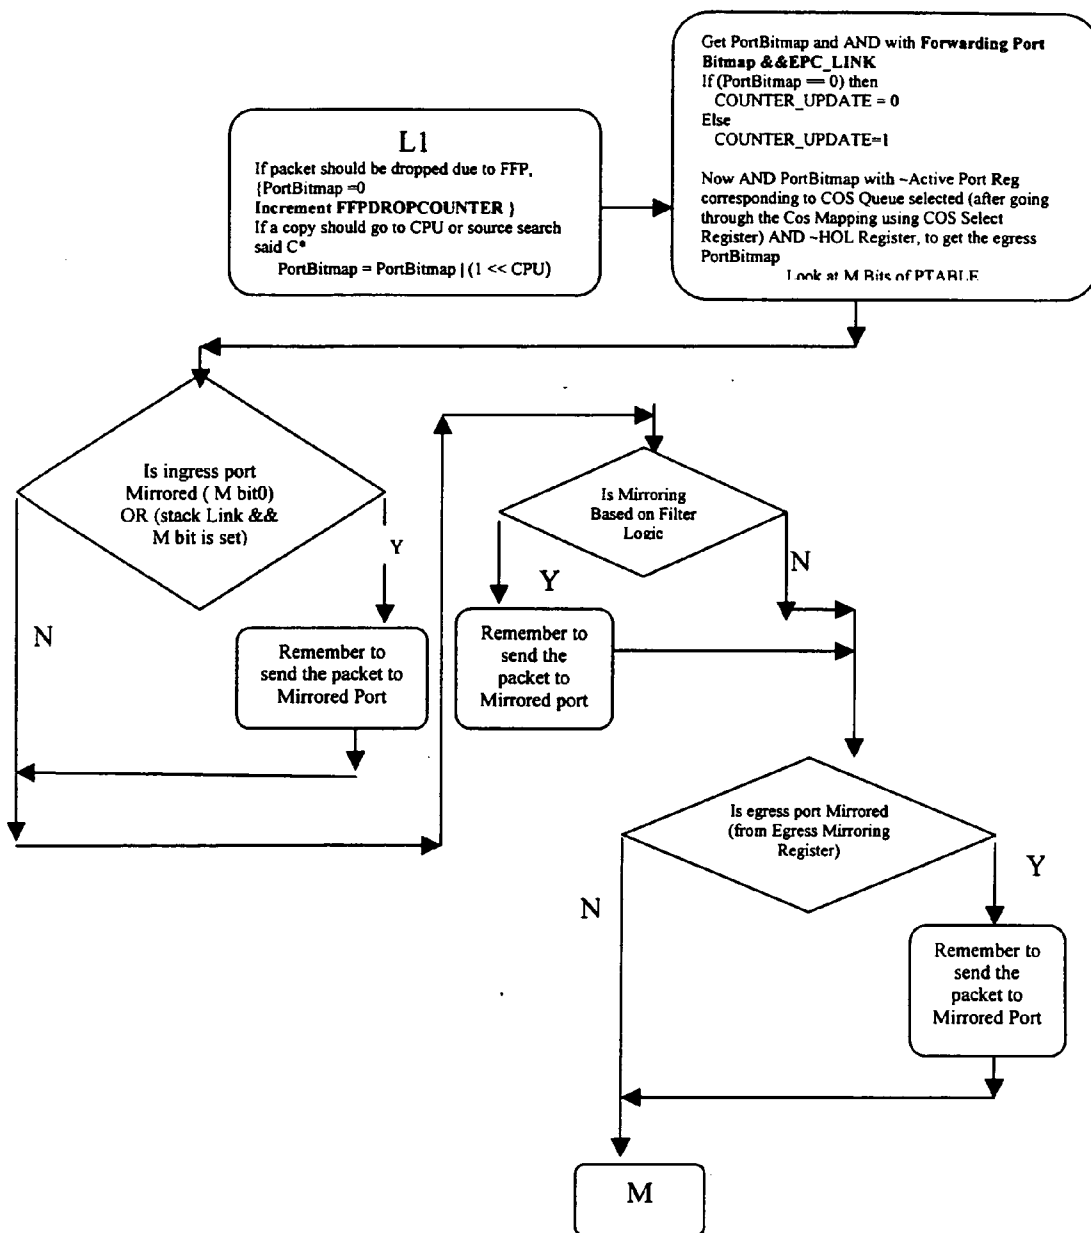 L1
If packet should be dropped due to FFP,
{PortBitmap =0
Increment FFPDROPCOUNTER }
If a copy should go to CPU or source search
said C*
PortBitmap = PortBitmap | (1 << CPU)
Get PortBitmap and AND with Forwarding Port
Bitmap &&EPC_LINK
If (PortBitmap == 0) then
COUNTER_UPDATE = 0
Else
COUNTER_UPDATE=1
Now AND PortBitmap with ~Active Port Reg
corresponding to COS Queue selected (after going
through the Cos Mapping using COS Select
Register) AND ~HOL Register, to get the egress
PortBitmap
Look at M Bits of PTABLE
Is ingress port
Mirrored ( M bit0)
OR (stack Link &&
M bit is set)
Y
N
Remember to
send the packet to
Mirrored Port
Is Mirroring
Based on Filter
Logic
Y
N
Remember to
send the
packet to
Mirrored port
Is egress port Mirrored
(from Egress Mirroring
Register)
Y
N
Remember to
send the
packet to
Mirrored Port
M